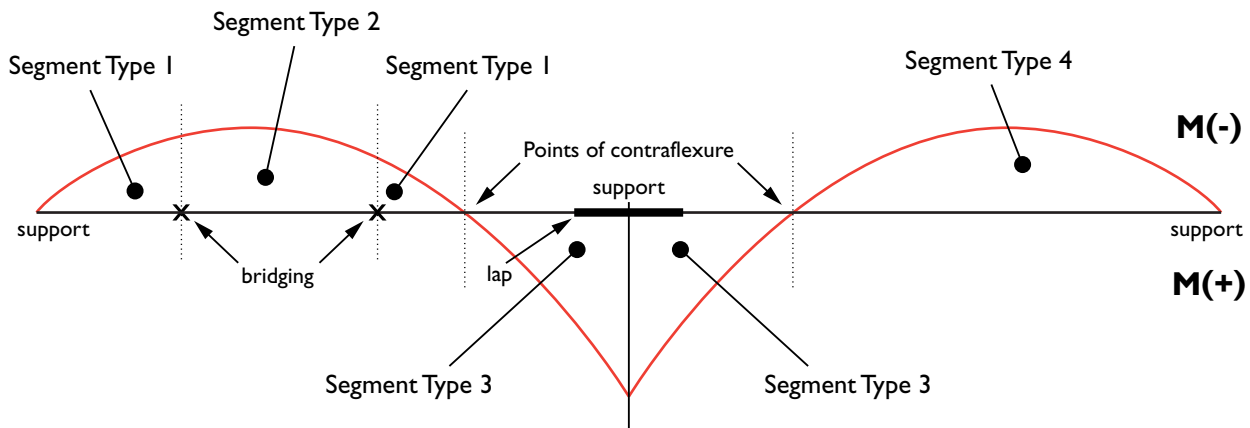 Segment Type 2
Segment Type 1
Segment Type 1
Segment Type 4
M(-)
Points of contraflexure
support
support
support
bridging
lap
M(+)
Segment Type 3
Segment Type 3